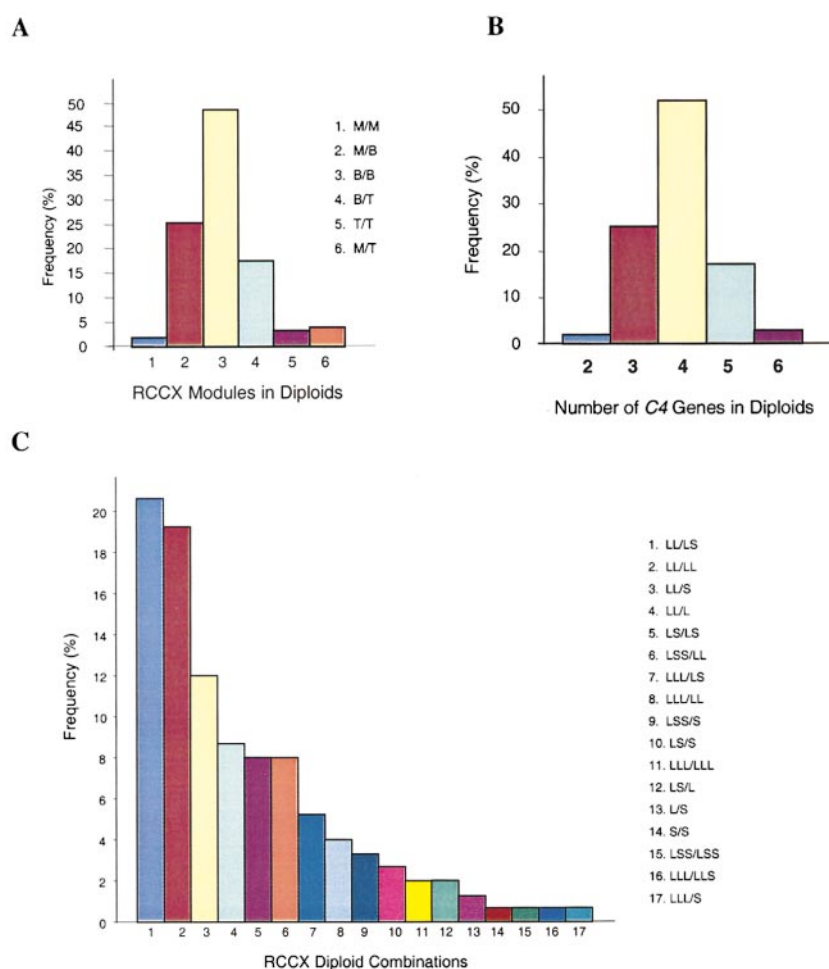 A
50
45
40
35
30
25
20
15
10
5
0
Frequency (%)
1 2 3 4 5 6
RCCX Modules in Diploids
1. M/M
2. M/B
3. B/B
4. B/T
5. T/T
6. M/T
B
50
40
30
20
10
0
Frequency (%)
2 3 4 5 6
Number of C4 Genes in Diploids
C
20
18
16
14
12
10
8
6
4
2
0
Frequency (%)
1 2 3 4 5 6 7 8 9 10 11 12 13 14 15 16 17
RCCX Diploid Combinations
1. LL/LS
2. LL/LL
3. LL/S
4. LL/L
5. LS/LS
6. LSS/LL
7. LLL/LS
8. LLL/LL
9. LSS/S
10. LS/S
11. LLL/LLL
12. LS/L
13. L/S
14. S/S
15. LSS/LSS
16. LLL/LLS
17. LLL/S